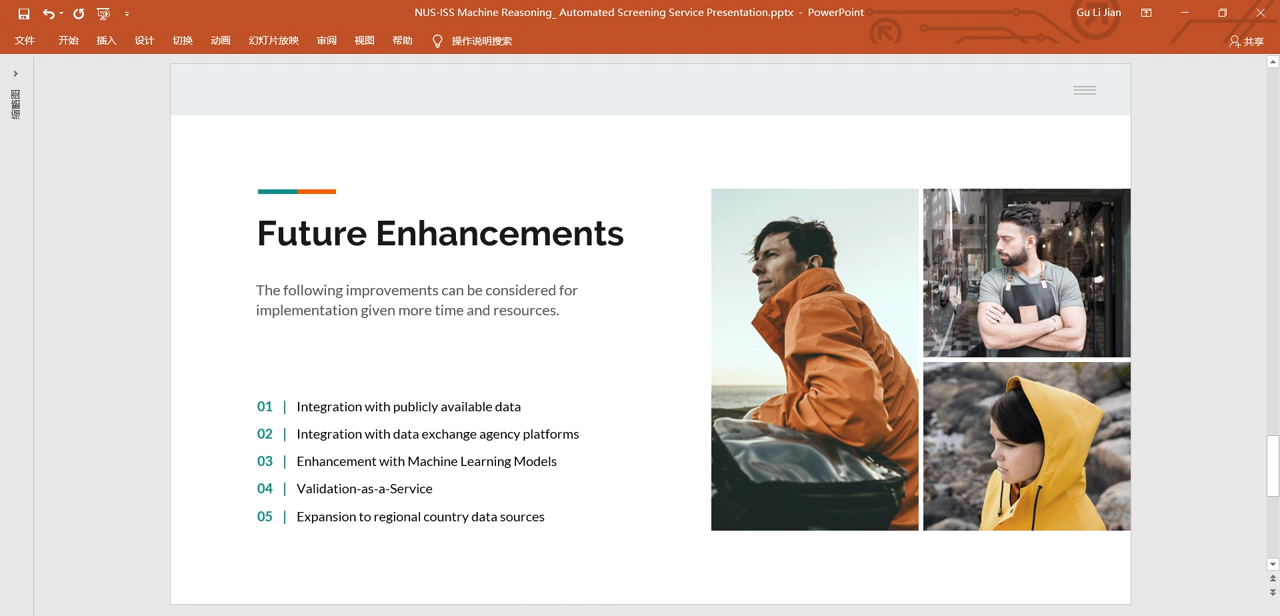 NUS-ISS Machine Reasoning_ Automated Screening Service Presentation.pptx - PowerPoint
Gu Li Jian
文件 开始 插入 设计 切换 动画 幻灯片放映 审阅 视图 帮助 操作说明搜索 共享
缩略图
Future Enhancements
The following improvements can be considered for
implementation given more time and resources.
01 | Integration with publicly available data
02 | Integration with data exchange agency platforms
03 | Enhancement with Machine Learning Models
04 | Validation-as-a-Service
05 | Expansion to regional country data sources